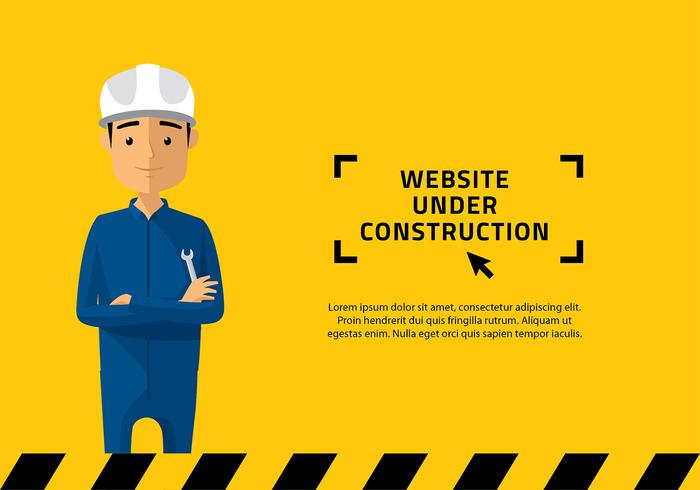 WEBSITE
UNDER
CONSTRUCTION
Lorem ipsum dolor sit amet, consectetur adipiscing elit.
Proin hendrerit dui quis fringilla rutrum. Aliquam ut
egestas enim. Nulla eget orci quis sem tempor iaculis.